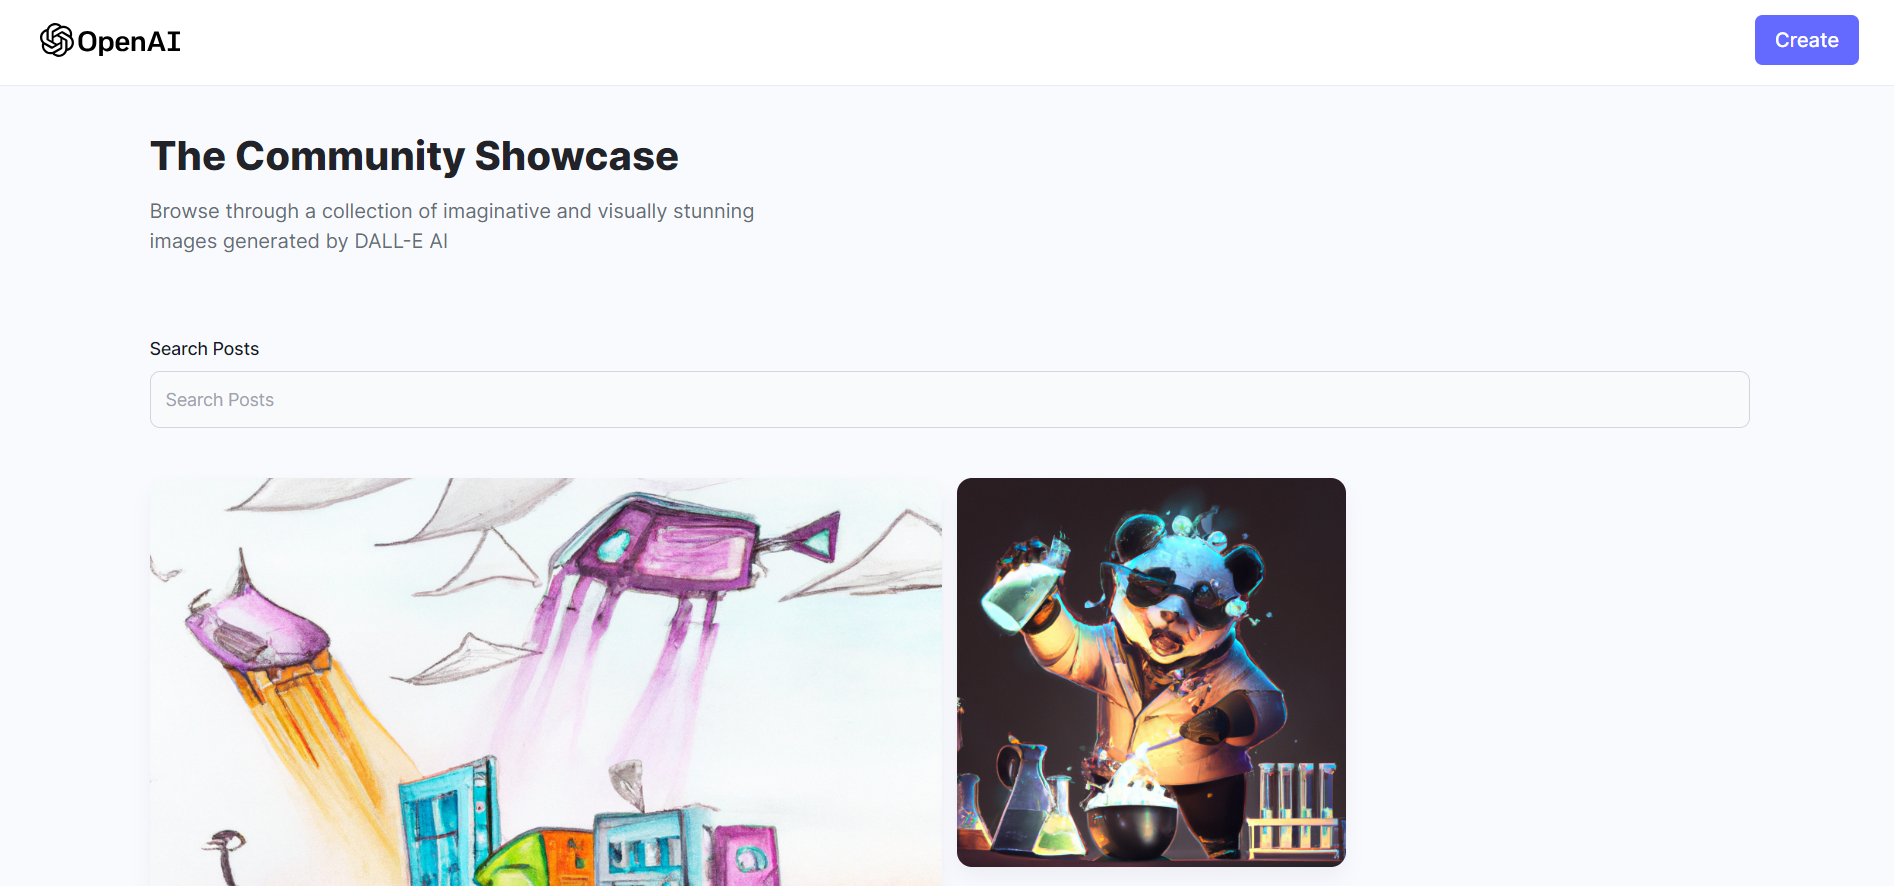 OpenAI
Create
The Community Showcase
Browse through a collection of imaginative and visually stunning
images generated by DALL-E AI
Search Posts
Search Posts